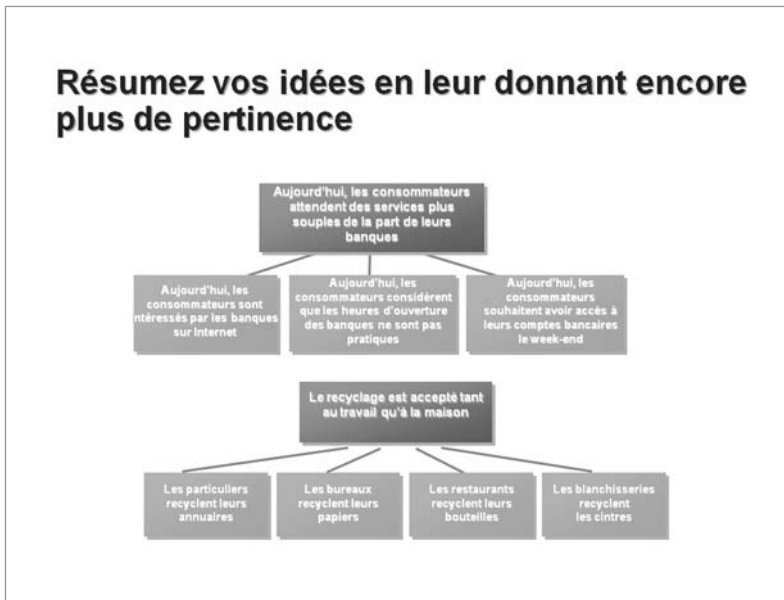 Résumez vos idées en leur donnant encore
plus de pertinence
Aujourd'hui, les consommateurs
attendent des services plus
souples de la part de leurs
banques
Aujourd'hui, les
consommateurs sont
ntéressés par les banques
sur Internet
Aujourd'hui, les
consommateurs considèrent
que les heures d'ouverture
des banques ne sont pas
pratiques
Aujourd'hui, les
consommateurs
souhaitent avoir accès à
leurs comptes bancaires
le week-end
Le recyclage est accepté tant
au travail qu'à la maison
Les particuliers
recyclent leurs
annuaires
Les bureaux
recyclent leurs
papiers
Les restaurants
recyclent leurs
bouteilles
Les blanchisseries
recyclent
les cintres